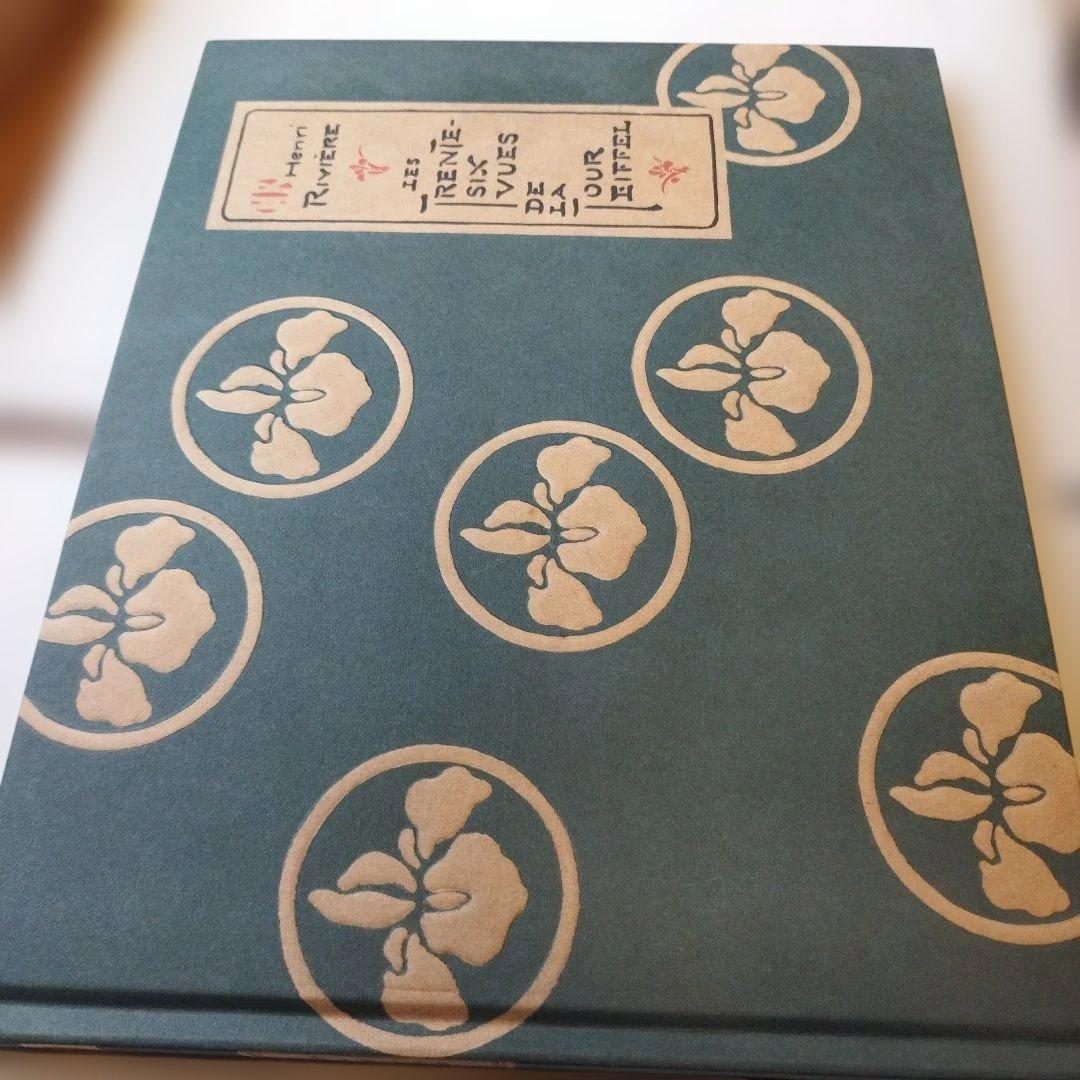 Henri
RIVIÈRE
LES
TRENTE-
SIX
VUES
DE
LA
TOUR
EIFFEL